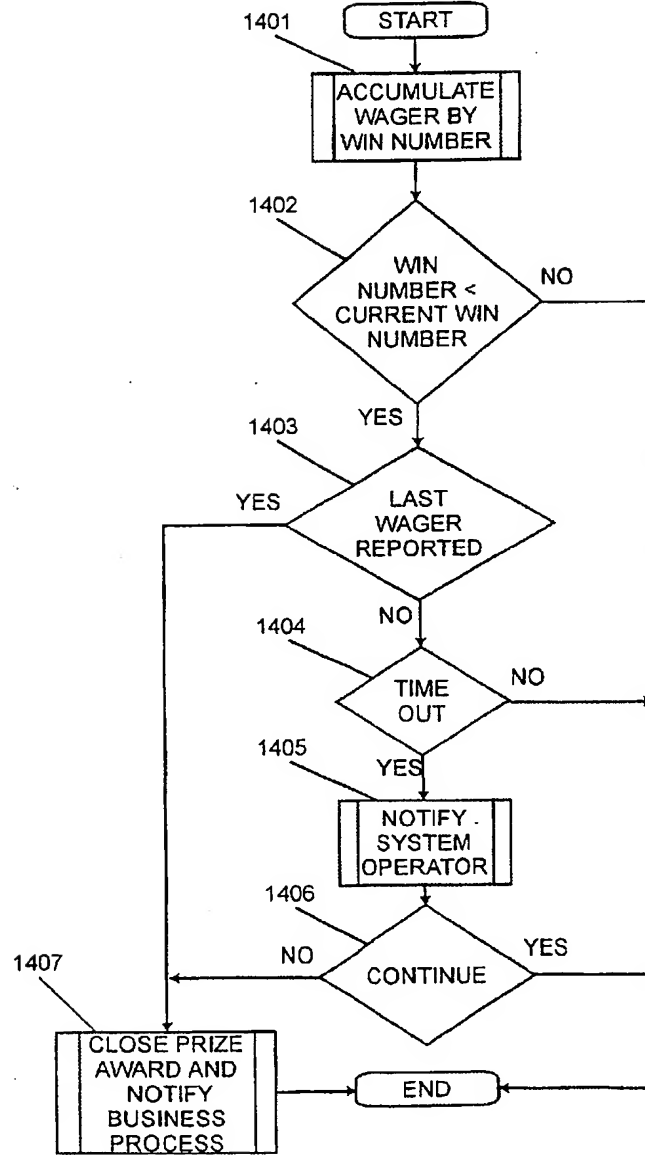 START
1401
ACCUMULATE
WAGER BY
WIN NUMBER
1402
WIN
NUMBER <
CURRENT WIN
NUMBER
NO
YES
1403
YES
LAST
WAGER
REPORTED
NO
1404
TIME
OUT
NO
YES
1405
NOTIFY
SYSTEM
OPERATOR
1406
NO
CONTINUE
YES
1407
CLOSE PRIZE
AWARD AND
NOTIFY
BUSINESS
PROCESS
END